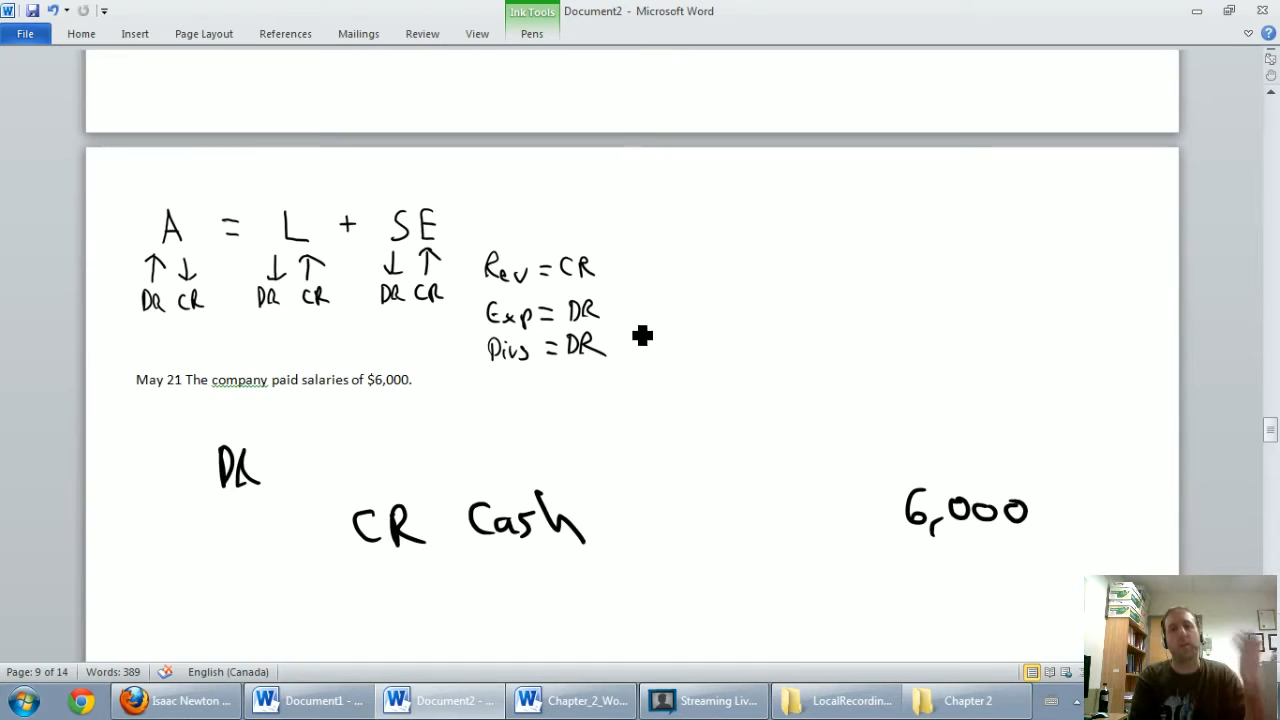 Ink Tools
Document2 - Microsoft Word
File Home Insert Page Layout References Mailings Review View Pens
A = L + SE
DR CR DR CR DR CR
Rev = CR
Exp = DR
Divs = DR
May 21 The company paid salaries of $6,000.
DR
CR Cash 6,000
Page: 9 of 14 Words: 389 English (Canada)
Isaac Newton ... Document1 - ... Document2 - ... Chapter_2_Wo... Streaming Liv... LocalRecordin... Chapter 2